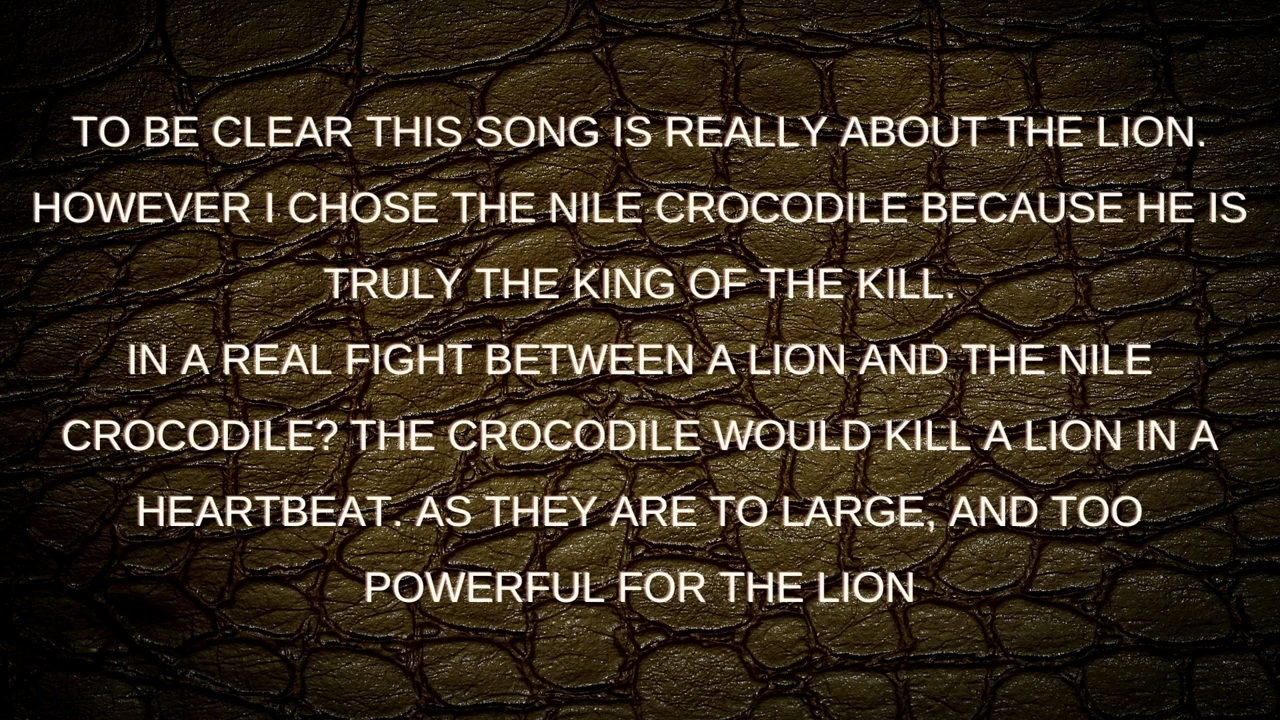 TO BE CLEAR THIS SONG IS REALLY ABOUT THE LION.
HOWEVER I CHOSE THE NILE CROCODILE BECAUSE HE IS
TRULY THE KING OF THE KILL.
IN A REAL FIGHT BETWEEN A LION AND THE NILE
CROCODILE? THE CROCODILE WOULD KILL A LION IN A
HEARTBEAT. AS THEY ARE TO LARGE, AND TOO
POWERFUL FOR THE LION